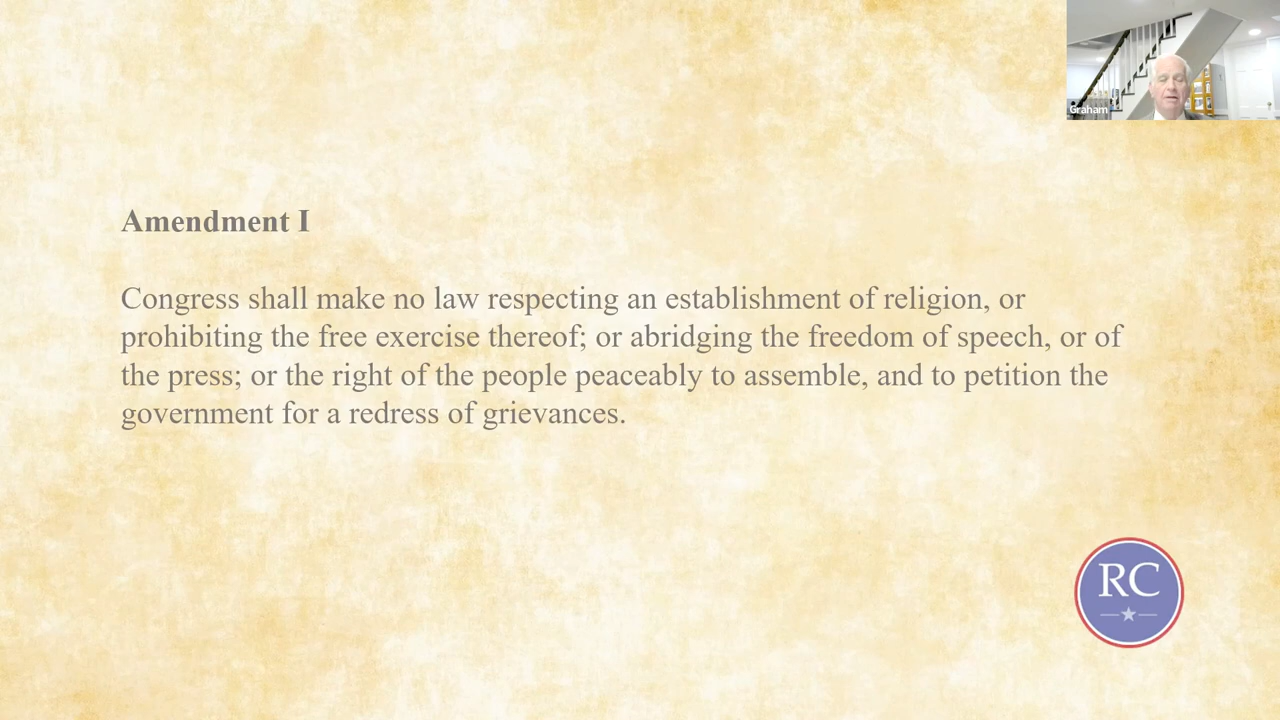 Graham
Amendment I
Congress shall make no law respecting an establishment of religion, or
prohibiting the free exercise thereof; or abridging the freedom of speech, or of
the press; or the right of the people peaceably to assemble, and to petition the
government for a redress of grievances.
RC